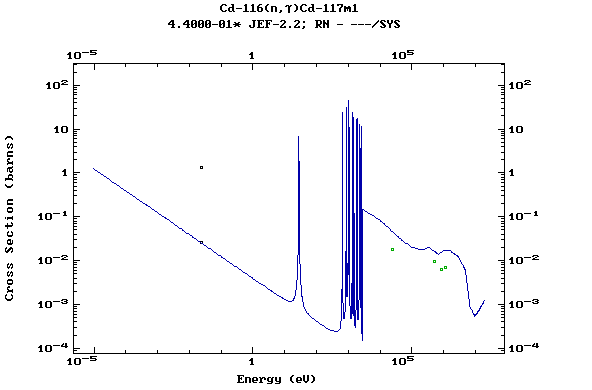 Cd-116(n,γ)Cd-117m1
4.4000-01* JEF-2.2; RN - ---/SYS
10⁻⁵ 1 10⁵
10² 10²
10 10
1 1
10⁻¹ 10⁻¹
10⁻² 10⁻²
10⁻³ 10⁻³
10⁻⁴ 10⁻⁴
10⁻⁵ 1 10⁵
Cross Section (barns)
Energy (eV)